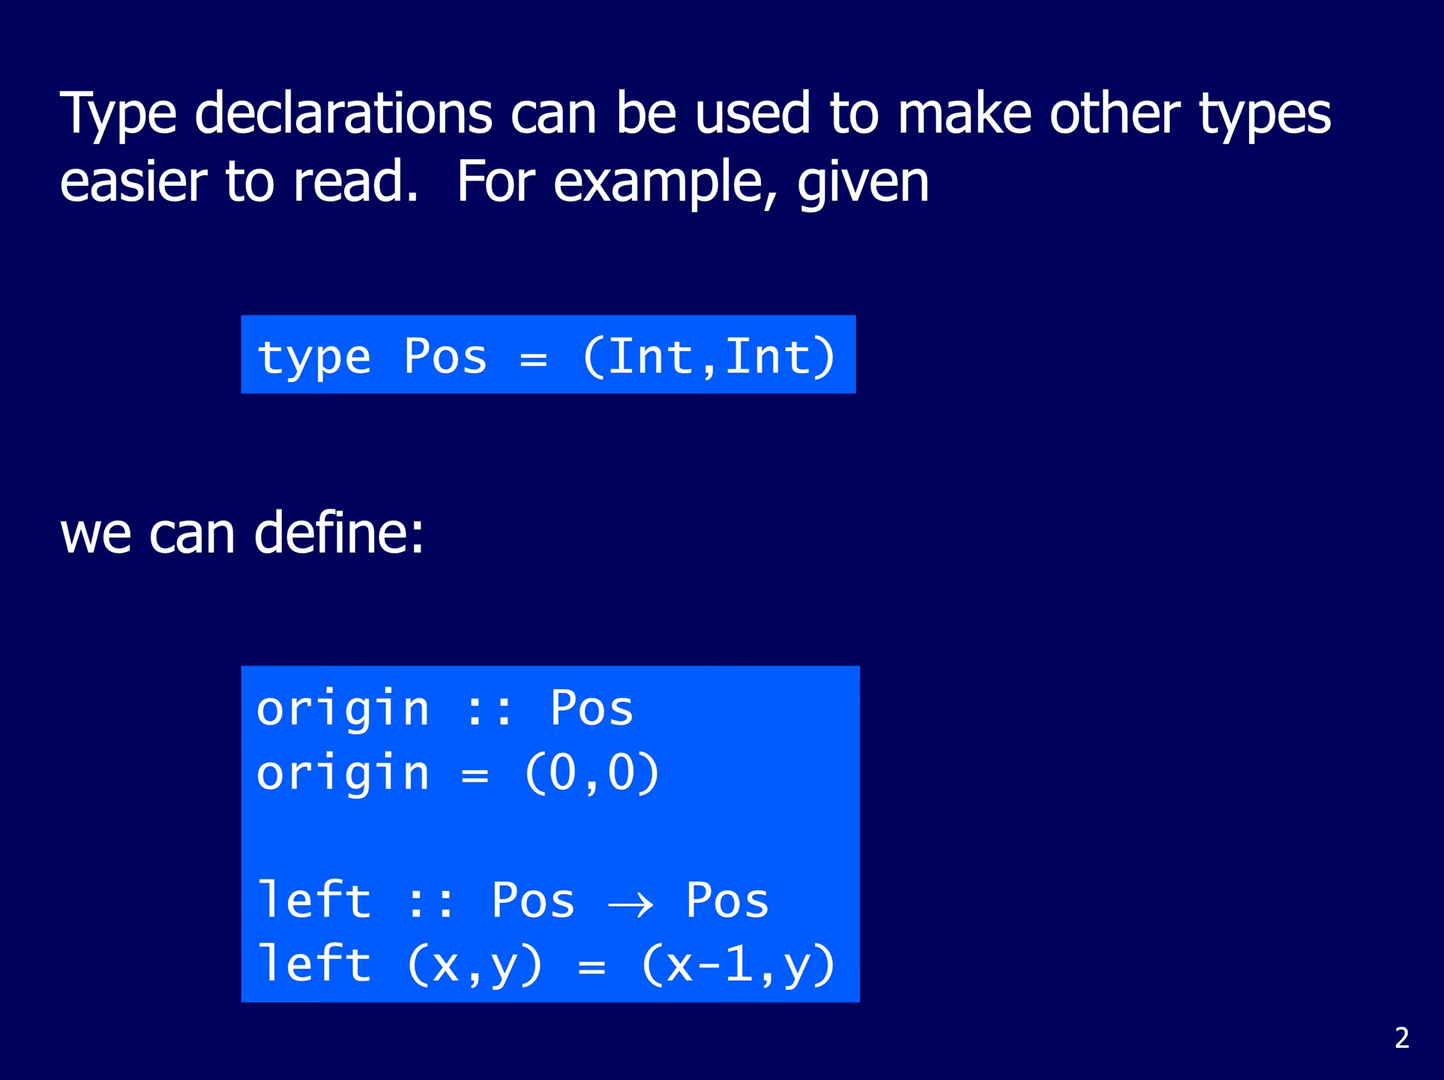 Type declarations can be used to make other types
easier to read.  For example, given
type Pos = (Int,Int)
we can define:
origin :: Pos
origin = (0,0)
left :: Pos → Pos
left (x,y) = (x-1,y)
2